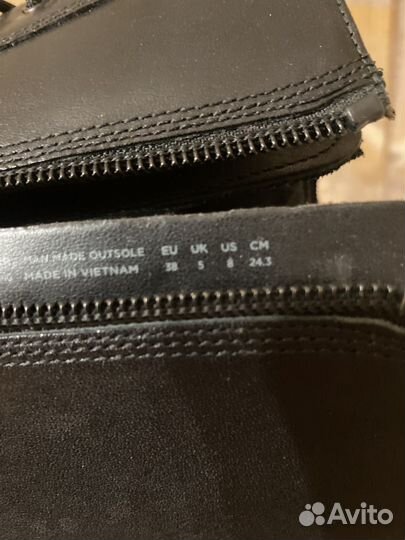 MAN MADE OUTSOLE EU UK US CM
MADE IN VIETNAM 38 5 8 24.3
Avito